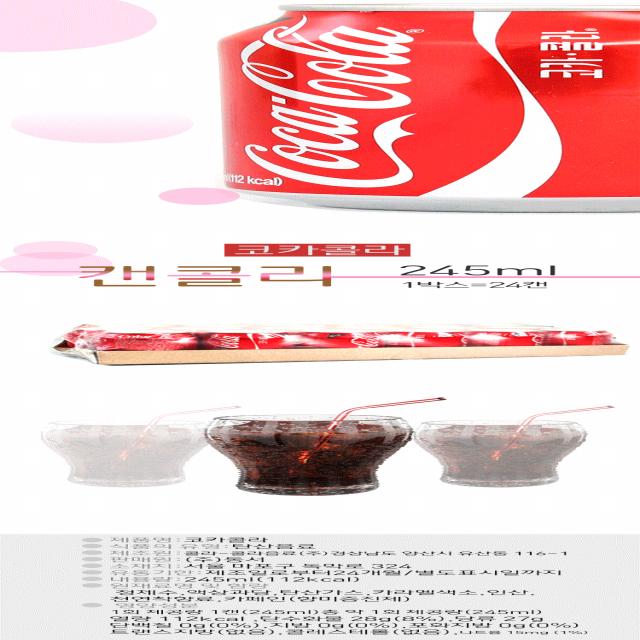 Coca-Cola
코카·콜라
(112 kcal)
코카콜라
캔콜라
245ml
1박스=24캔
제품명:코카콜라
식품의 유형:탄산음료
제조원:콜라-콜라음료(주)경상남도 양산시 유산동 116-1
판매원:(주)동서
소재지:서울 마포구 독막로 324
유통기한:제조일로부터24개월/별도표시일까지
내용량:245ml(112kcal)
원재료명 및 함량
정제수,액상과당,탄산가스,카라멜색소,인산,
천연착향료,카페인(향미증진제)
영양성분
1회 제공량 1캔(245ml)총 약 1회 제공량(245ml)
열량 112kcal,탄수화물 28g(8%),당류 27g
단백질 0g(0%),지방 0g(0%),포화지방 0g(0%)
트랜스지방(없음),콜레스테롤(없음),나트륨 15mg (1%)